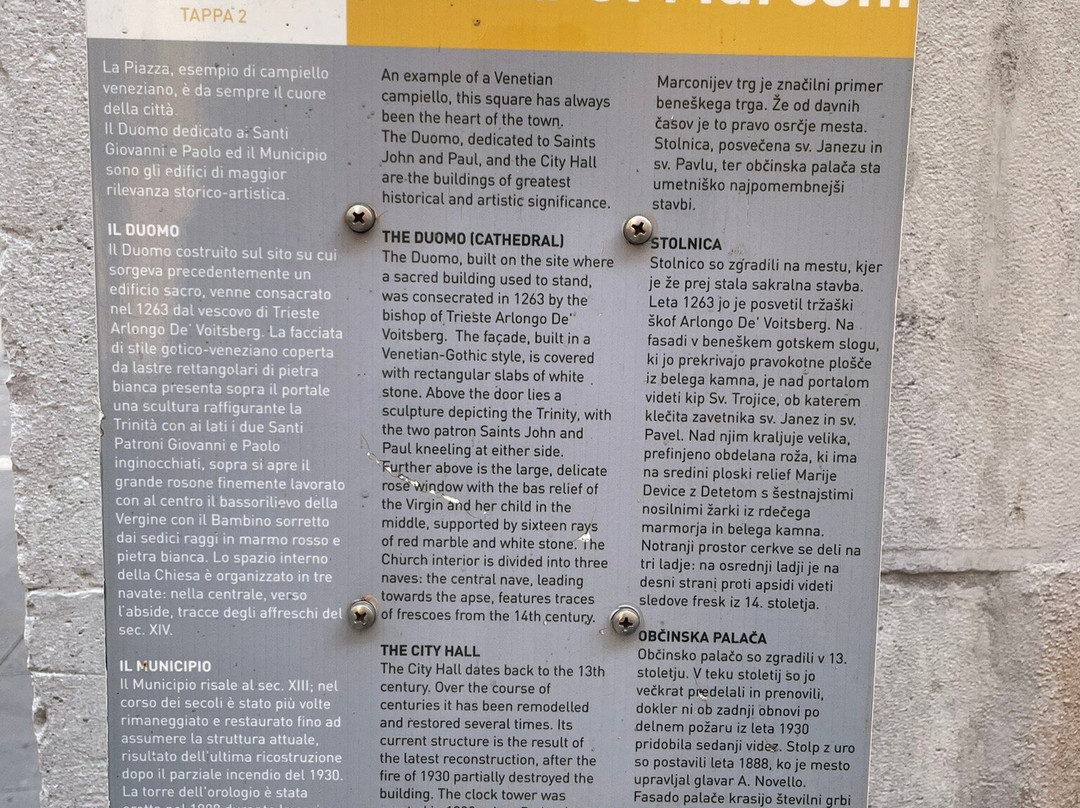 TAPPA 2
La Piazza, esempio di campiello
veneziano, è da sempre il cuore
della città.
Il Duomo dedicato ai Santi
Giovanni e Paolo ed il Municipio
sono gli edifici di maggior
rilevanza storico-artistica.
IL DUOMO
Il Duomo costruito sul sito su cui
sorgeva precedentemente un
edificio sacro, venne consacrato
nel 1263 dal vescovo di Trieste
Arlongo De' Voitsberg. La facciata
di stile gotico-veneziano coperta
da lastre rettangolari di pietra
bianca presenta sopra il portale
una scultura raffigurante la
Trinità con ai lati i due Santi
Patroni Giovanni e Paolo
inginocchiati, sopra si apre il
grande rosone finemente lavorato
con al centro il bassorilievo della
Vergine con il Bambino sorretto
dai sedici raggi in marmo rosso e
pietra bianca. Lo spazio interno
della Chiesa è organizzato in tre
navate: nella centrale, verso
l'abside, tracce degli affreschi del
sec. XIV.
IL MUNICIPIO
Il Municipio risale al sec. XIII; nel
corso dei secoli è stato più volte
rimaneggiato e restaurato fino ad
assumere la struttura attuale,
risultato dell'ultima ricostruzione
dopo il parziale incendio del 1930.
La torre dell'orologio è stata
An example of a Venetian
campiello, this square has always
been the heart of the town.
The Duomo, dedicated to Saints
John and Paul, and the City Hall
are the buildings of greatest
historical and artistic significance.
THE DUOMO (CATHEDRAL)
The Duomo, built on the site where
a sacred building used to stand,
was consecrated in 1263 by the
bishop of Trieste Arlongo De'
Voitsberg. The façade, built in a
Venetian-Gothic style, is covered
with rectangular slabs of white
stone. Above the door lies a
sculpture depicting the Trinity, with
the two patron Saints John and
Paul kneeling at either side.
Further above is the large, delicate
rose window with the bas relief of
the Virgin and her child in the
middle, supported by sixteen rays
of red marble and white stone. The
Church interior is divided into three
naves: the central nave, leading
towards the apse, features traces
of frescoes from the 14th century.
THE CITY HALL
The City Hall dates back to the 13th
century. Over the course of
centuries it has been remodelled
and restored several times. Its
current structure is the result of
the latest reconstruction, after the
fire of 1930 partially destroyed the
building. The clock tower was
Marconijev trg je značilni primer
beneškega trga. Že od davnih
časov je to pravo osrčje mesta.
Stolnica, posvečena sv. Janezu in
sv. Pavlu, ter občinska palača sta
umetniško najpomembnejši
stavbi.
STOLNICA
Stolnico so zgradili na mestu, kjer
je že prej stala sakralna stavba.
Leta 1263 jo je posvetil tržaški
škof Arlongo De' Voitsberg. Na
fasadi v beneškem gotskem slogu,
ki jo prekrivajo pravokotne plošče
iz belega kamna, je nad portalom
videti kip Sv. Trojice, ob katerem
klečita zavetnika sv. Janez in sv.
Pavel. Nad njim kraljuje velika,
prefinjeno obdelana roža, ki ima
na sredini ploski relief Marije
Device z Detetom s šestnajstimi
nosilnimi žarki iz rdečega
marmorja in belega kamna.
Notranji prostor cerkve se deli na
tri ladje: na osrednji ladji je na
desni strani proti apsidi videti
sledove fresk iz 14. stoletja.
OBČINSKA PALAČA
Občinsko palačo so zgradili v 13.
stoletju. V teku stoletij so jo
večkrat predelali in prenovili,
dokler ni ob zadnji obnovi po
delnem požaru iz leta 1930
pridobila sedanji videz. Stolp z uro
so postavili leta 1888, ko je mesto
upravljal glavar A. Novello.
Fasado palače krasijo številni grbi